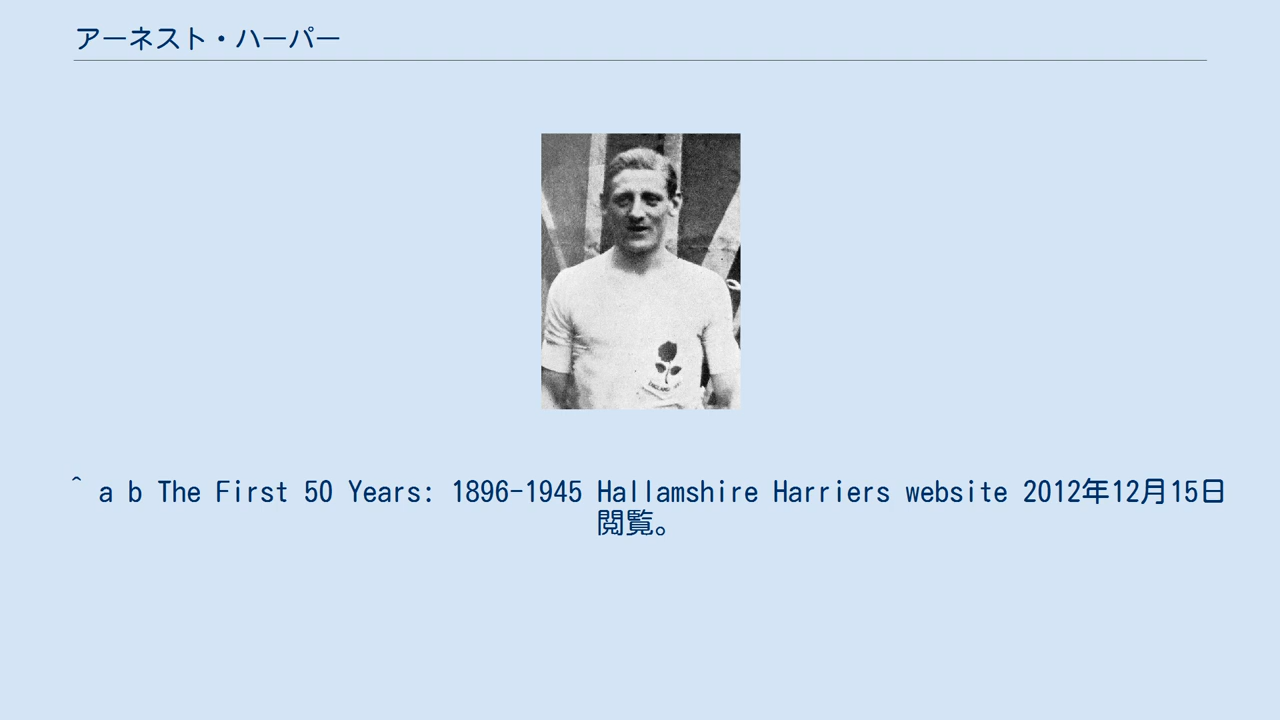 アーネスト・ハーパー
^ a b The First 50 Years: 1896-1945 Hallamshire Harriers website 2012年12月15日
閲覧。